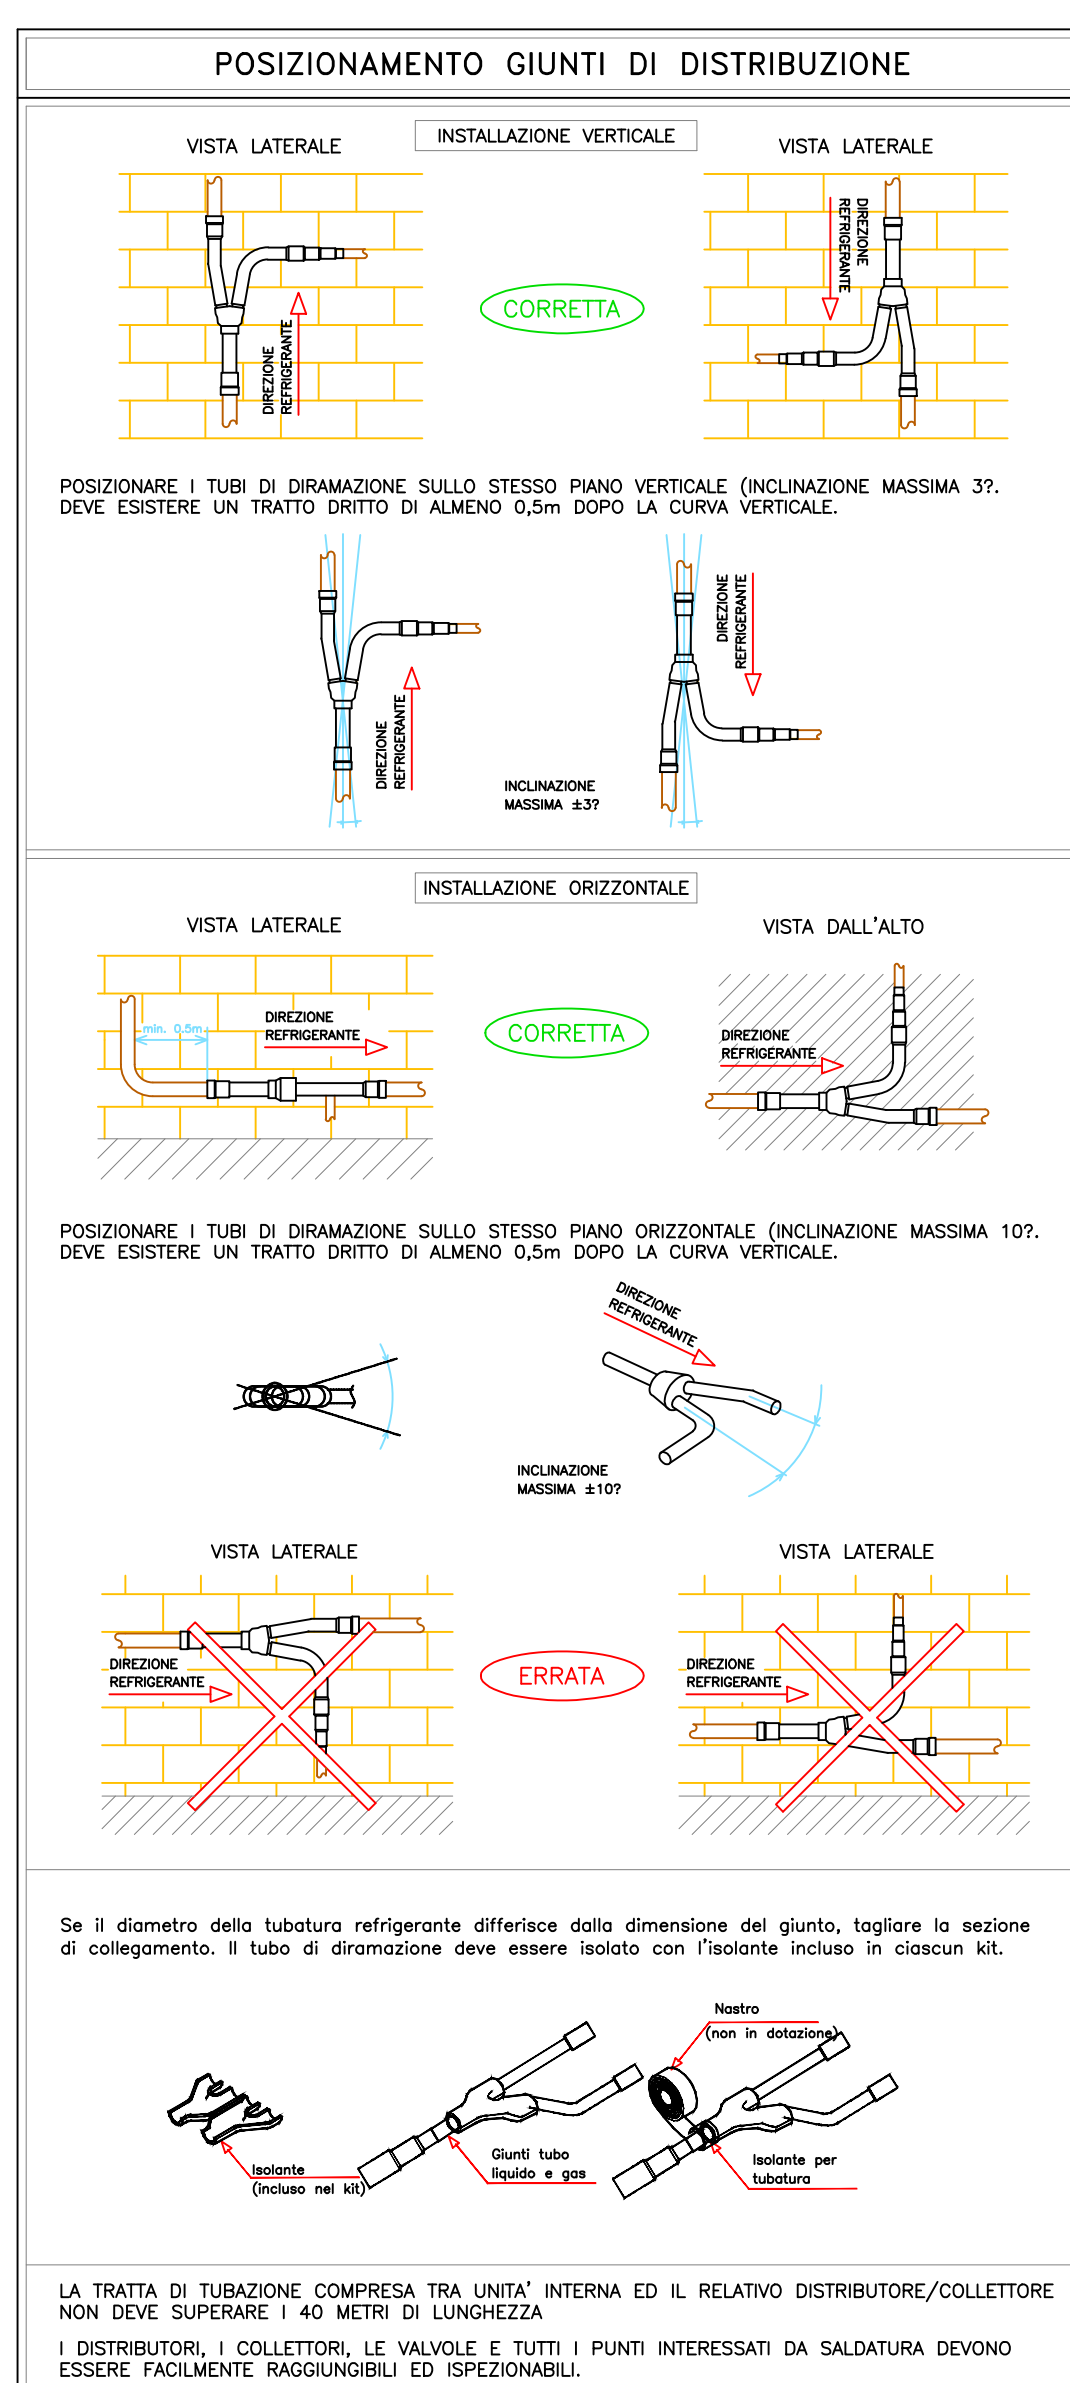 POSIZIONAMENTO GIUNTI DI DISTRIBUZIONE
INSTALLAZIONE VERTICALE
VISTA LATERALE
VISTA LATERALE
DIREZIONE
REFRIGERANTE
CORRETTA
DIREZIONE
REFRIGERANTE
POSIZIONARE I TUBI DI DIRAMAZIONE SULLO STESSO PIANO VERTICALE (INCLINAZIONE MASSIMA 3?.
DEVE ESISTERE UN TRATTO DRITTO DI ALMENO 0,5m DOPO LA CURVA VERTICALE.
DIREZIONE
REFRIGERANTE
DIREZIONE
REFRIGERANTE
INCLINAZIONE
MASSIMA ±3?
INSTALLAZIONE ORIZZONTALE
VISTA LATERALE
VISTA DALL'ALTO
min. 0.5m
DIREZIONE
REFRIGERANTE
CORRETTA
DIREZIONE
REFRIGERANTE
POSIZIONARE I TUBI DI DIRAMAZIONE SULLO STESSO PIANO ORIZZONTALE (INCLINAZIONE MASSIMA 10?.
DEVE ESISTERE UN TRATTO DRITTO DI ALMENO 0,5m DOPO LA CURVA VERTICALE.
DIREZIONE
REFRIGERANTE
INCLINAZIONE
MASSIMA ±10?
VISTA LATERALE
VISTA LATERALE
DIREZIONE
REFRIGERANTE
ERRATA
DIREZIONE
REFRIGERANTE
Se il diametro della tubatura refrigerante differisce dalla dimensione del giunto, tagliare la sezione
di collegamento. Il tubo di diramazione deve essere isolato con l'isolante incluso in ciascun kit.
Nastro
(non in dotazione)
Isolante
(incluso nel kit)
Giunti tubo
liquido e gas
Isolante per
tubatura
LA TRATTA DI TUBAZIONE COMPRESA TRA UNITA' INTERNA ED IL RELATIVO DISTRIBUTORE/COLLETTORE
NON DEVE SUPERARE I 40 METRI DI LUNGHEZZA
I DISTRIBUTORI, I COLLETTORI, LE VALVOLE E TUTTI I PUNTI INTERESSATI DA SALDATURA DEVONO
ESSERE FACILMENTE RAGGIUNGIBILI ED ISPEZIONABILI.